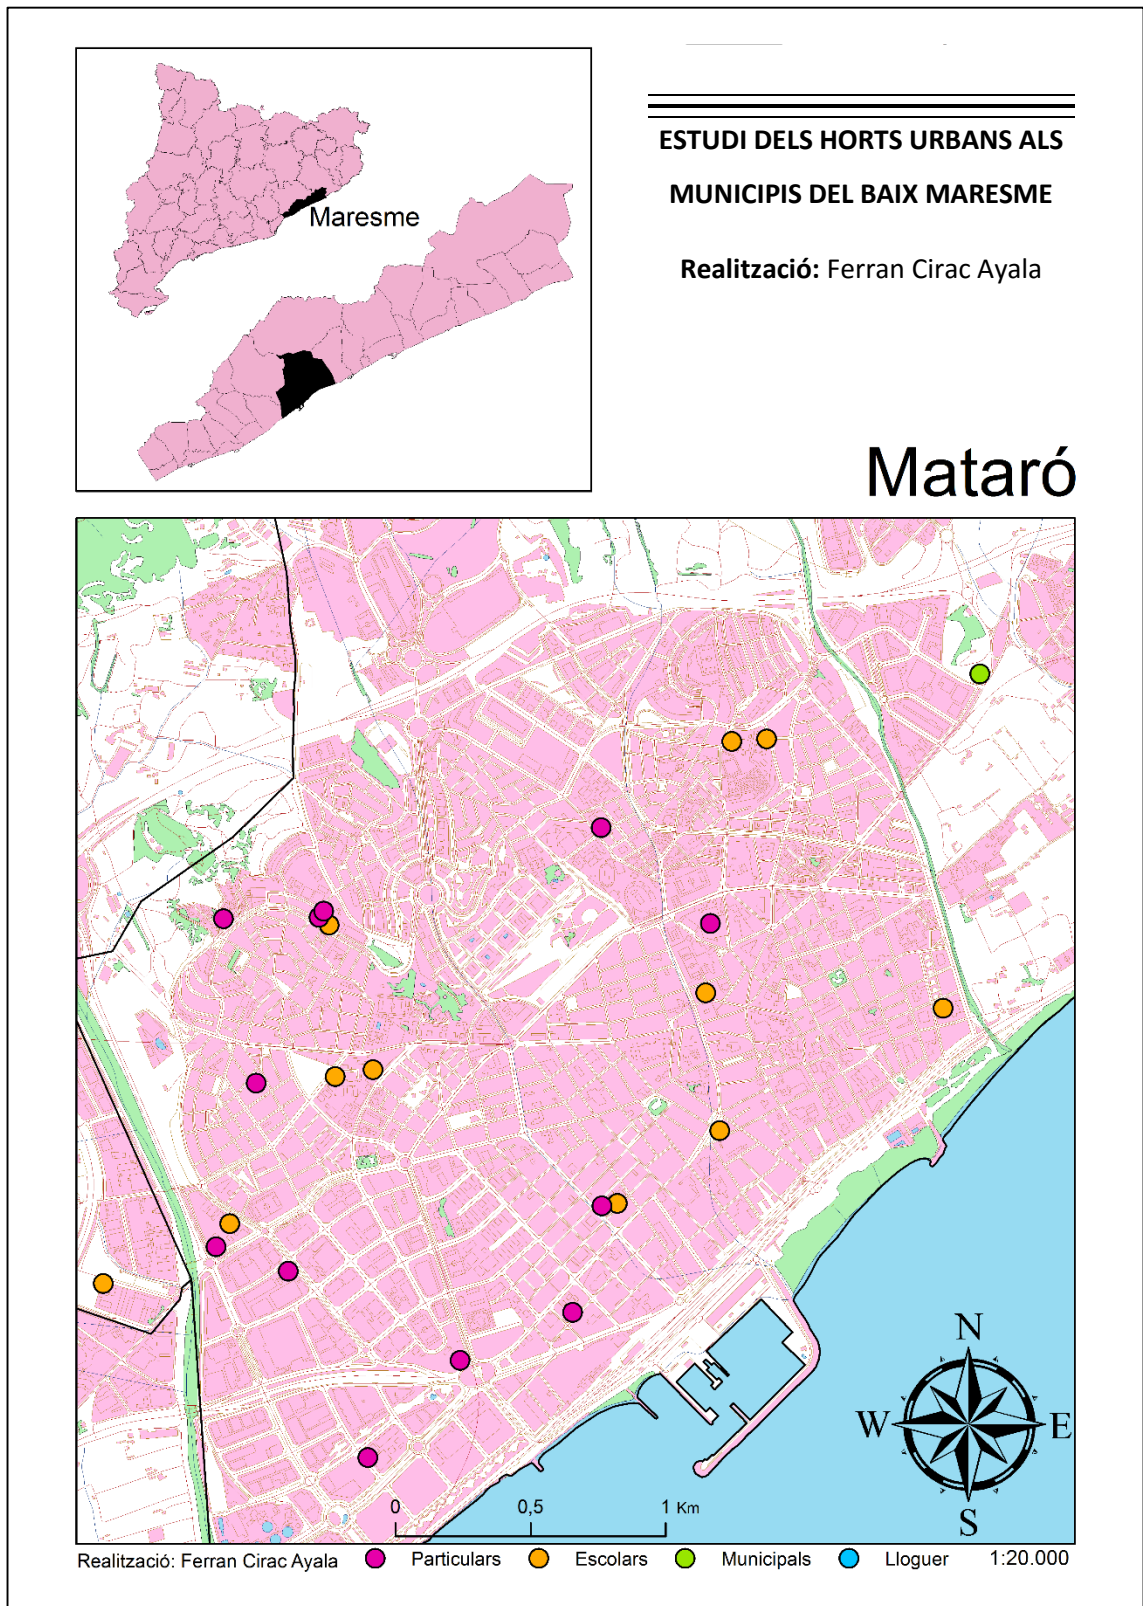 ESTUDI DELS HORTS URBANS ALS
MUNICIPIS DEL BAIX MARESME
Realització: Ferran Cirac Ayala
Maresme
Mataró
N
W
E
S
0
0,5
1 Km
Realització: Ferran Cirac Ayala
Particulars
Escolars
Municipals
Lloguer
1:20.000